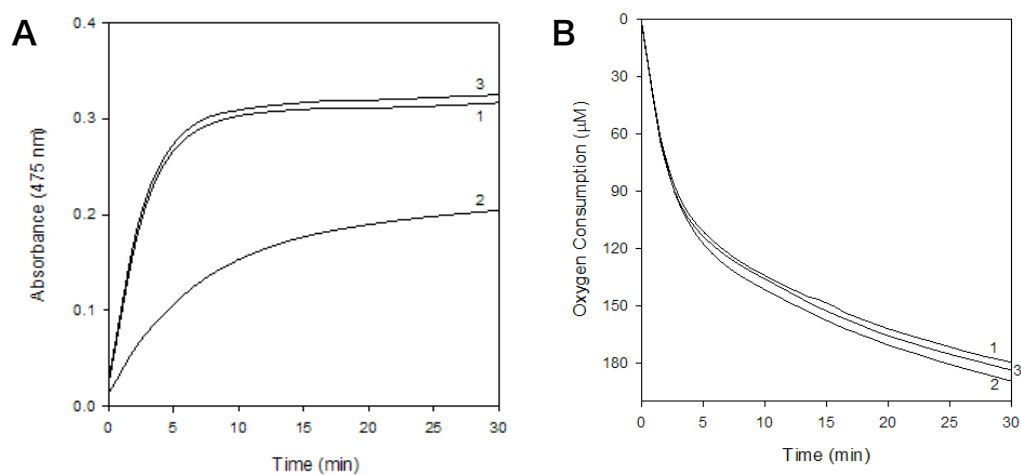 A
Absorbance (475 nm)
0.4
0.3
0.2
0.1
0.0
3
1
2
0 5 10 15 20 25 30
Time (min)
B
Oxygen Consumption (μM)
0
30
60
90
120
150
180
1
3
2
0 5 10 15 20 25 30
Time (min)